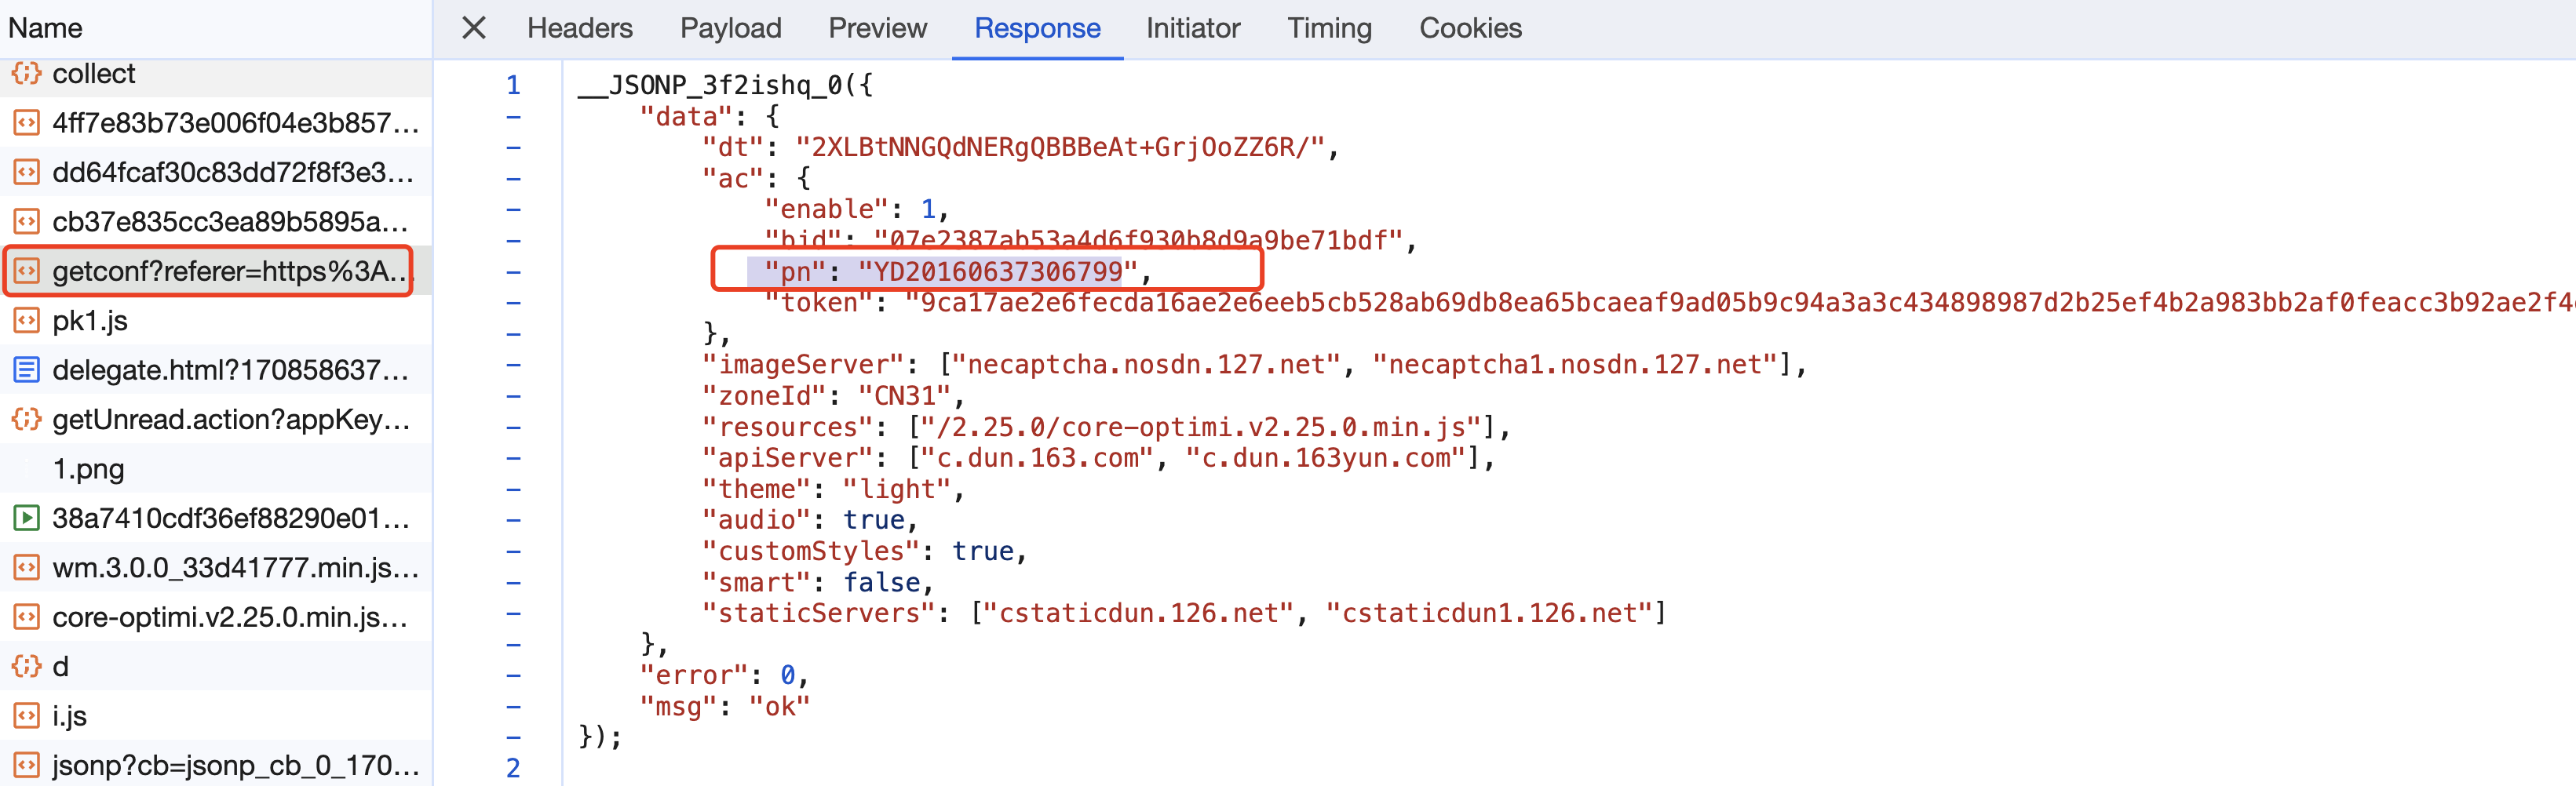 Name
Headers Payload Preview Response Initiator Timing Cookies
collect
4ff7e83b73e006f04e3b857...
dd64fcaf30c83dd72f8f3e3...
cb37e835cc3ea89b5895a...
getconf?referer=https%3A...
pk1.js
delegate.html?170858637...
getUnread.action?appKey...
1.png
38a7410cdf36ef88290e01...
wm.3.0.0_33d41777.min.js...
core-optimi.v2.25.0.min.js...
d
i.js
jsonp?cb=jsonp_cb_0_170...
1 __JSONP_3f2ishq_0({
- "data": {
- "dt": "2XLBtNNGQdNERgQBBBeAt+GrjOoZZ6R/",
- "ac": {
- "enable": 1,
- "bid": "07e2387ab53a4d6f930b8d9a9be71bdf",
- "pn": "YD20160637306799",
- "token": "9ca17ae2e6fecda16ae2e6eeb5cb528ab69db8ea65bcaeaf9ad05b9c94a3a3c434898987d2b25ef4b2a983bb2af0feacc3b92ae2f4
- },
- "imageServer": ["necaptcha.nosdn.127.net", "necaptcha1.nosdn.127.net"],
- "zoneId": "CN31",
- "resources": ["/2.25.0/core-optimi.v2.25.0.min.js"],
- "apiServer": ["c.dun.163.com", "c.dun.163yun.com"],
- "theme": "light",
- "audio": true,
- "customStyles": true,
- "smart": false,
- "staticServers": ["cstaticdun.126.net", "cstaticdun1.126.net"]
- },
- "error": 0,
- "msg": "ok"
- });
2